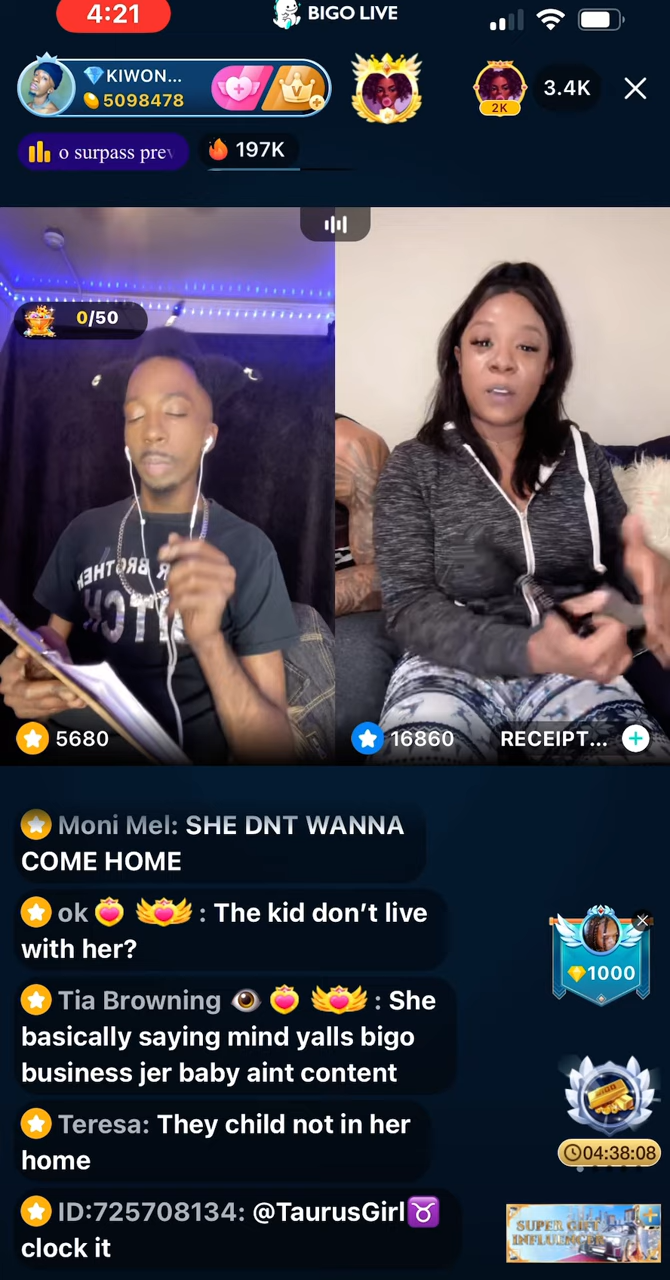 4:21
BIGO LIVE
KIWON...
5098478
2K
3.4K
o surpass prev
197K
0/50
5680
16860
RECEIPT...
Moni Mel: SHE DNT WANNA
COME HOME
ok : The kid don’t live
with her?
Tia Browning 👁️ : She
basically saying mind yalls bigo
business jer baby aint content
Teresa: They child not in her
home
ID:725708134: @TaurusGirl♉
clock it
1000
04:38:08
SUPER GIFT
INFLUENCER